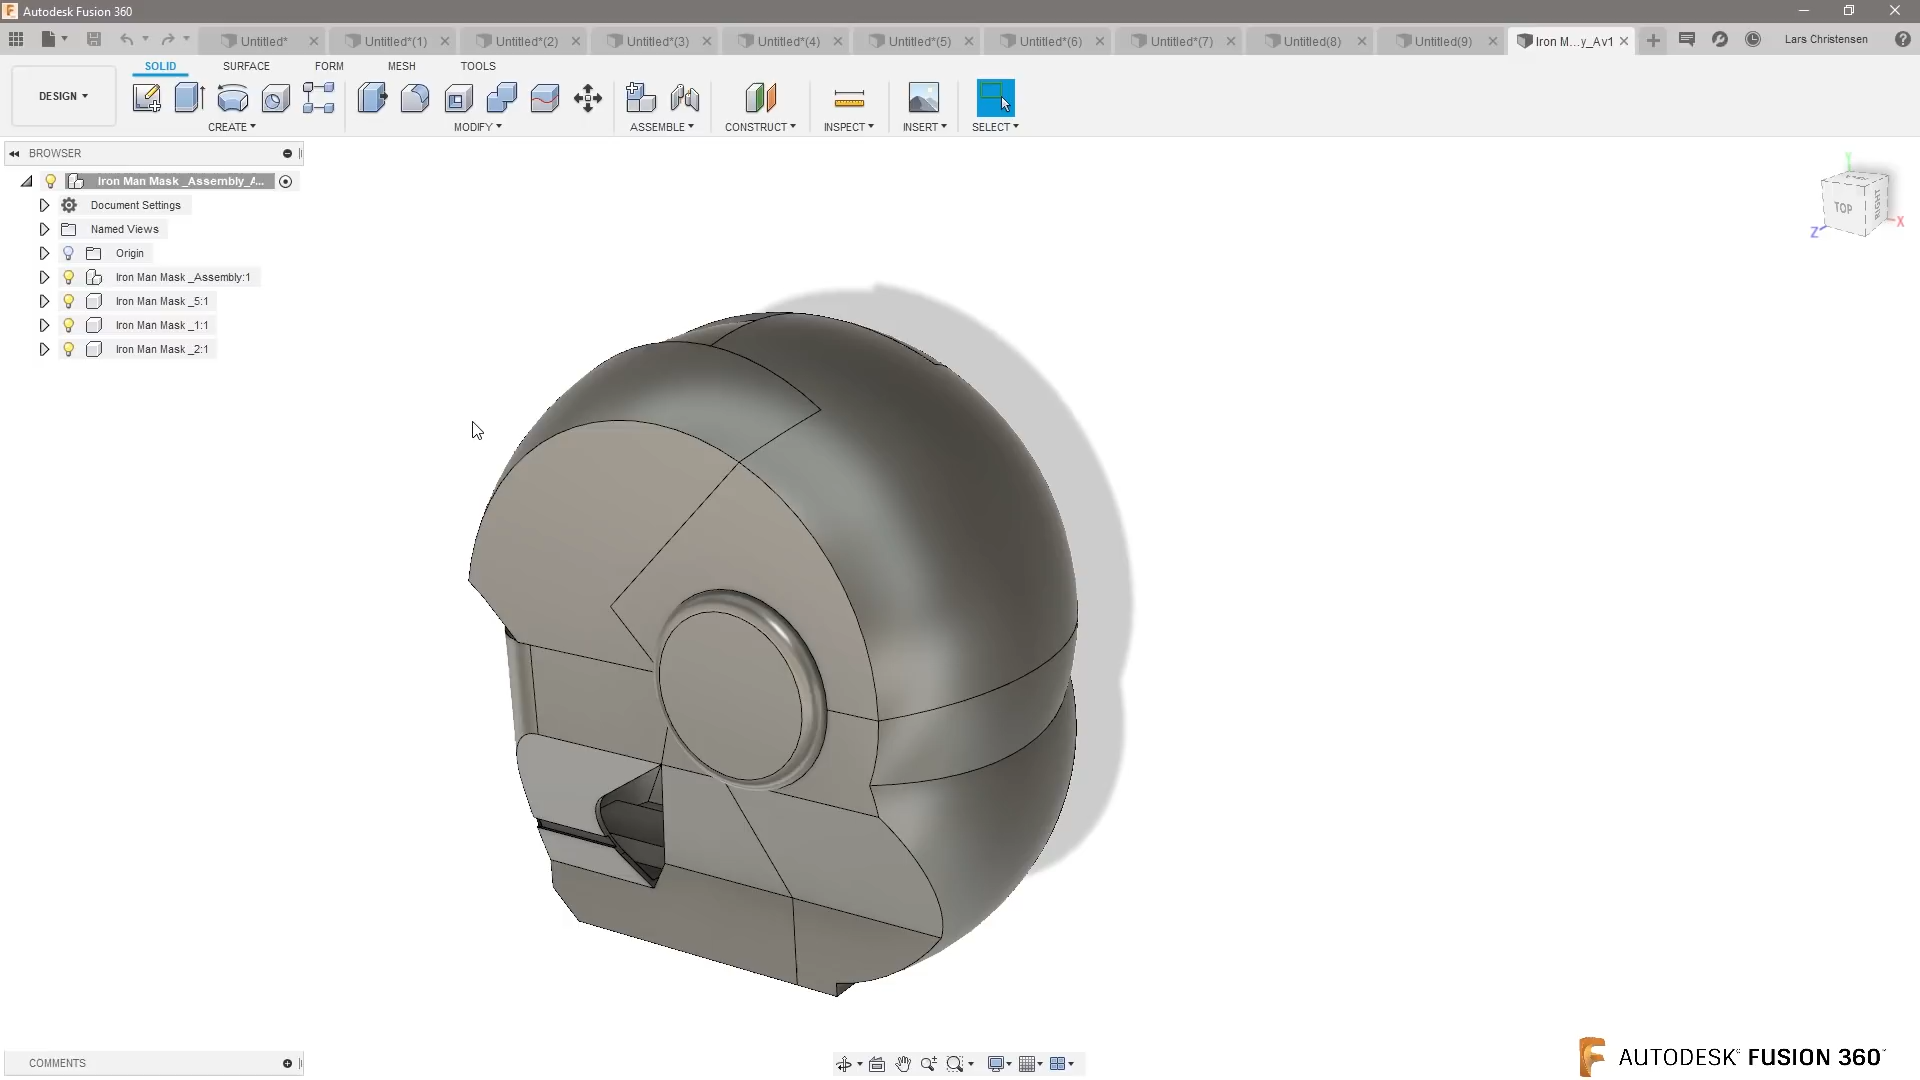 Autodesk Fusion 360
Untitled* Untitled*(1) Untitled*(2) Untitled*(3) Untitled*(4) Untitled*(5) Untitled*(6) Untitled*(7) Untitled(8) Untitled(9) Iron M...y_Av1 Lars Christensen
SOLID SURFACE FORM MESH TOOLS
DESIGN
CREATE MODIFY ASSEMBLE CONSTRUCT INSPECT INSERT SELECT
BROWSER
Iron Man Mask _Assembly_A...
Document Settings
Named Views
Origin
Iron Man Mask _Assembly:1
Iron Man Mask _5:1
Iron Man Mask _1:1
Iron Man Mask _2:1
Y
TOP RIGHT
X
Z
COMMENTS
AUTODESK® FUSION 360™